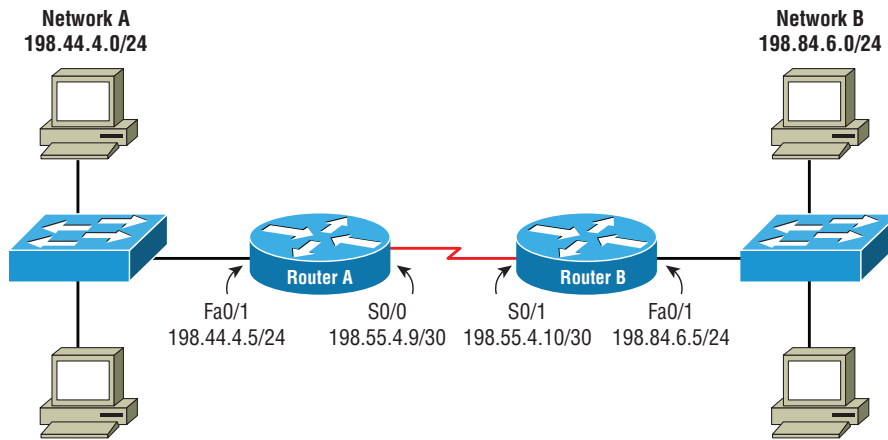 Network A
198.44.4.0/24
Network B
198.84.6.0/24
Router A
Router B
Fa0/1
198.44.4.5/24
S0/0
198.55.4.9/30
S0/1
198.55.4.10/30
Fa0/1
198.84.6.5/24